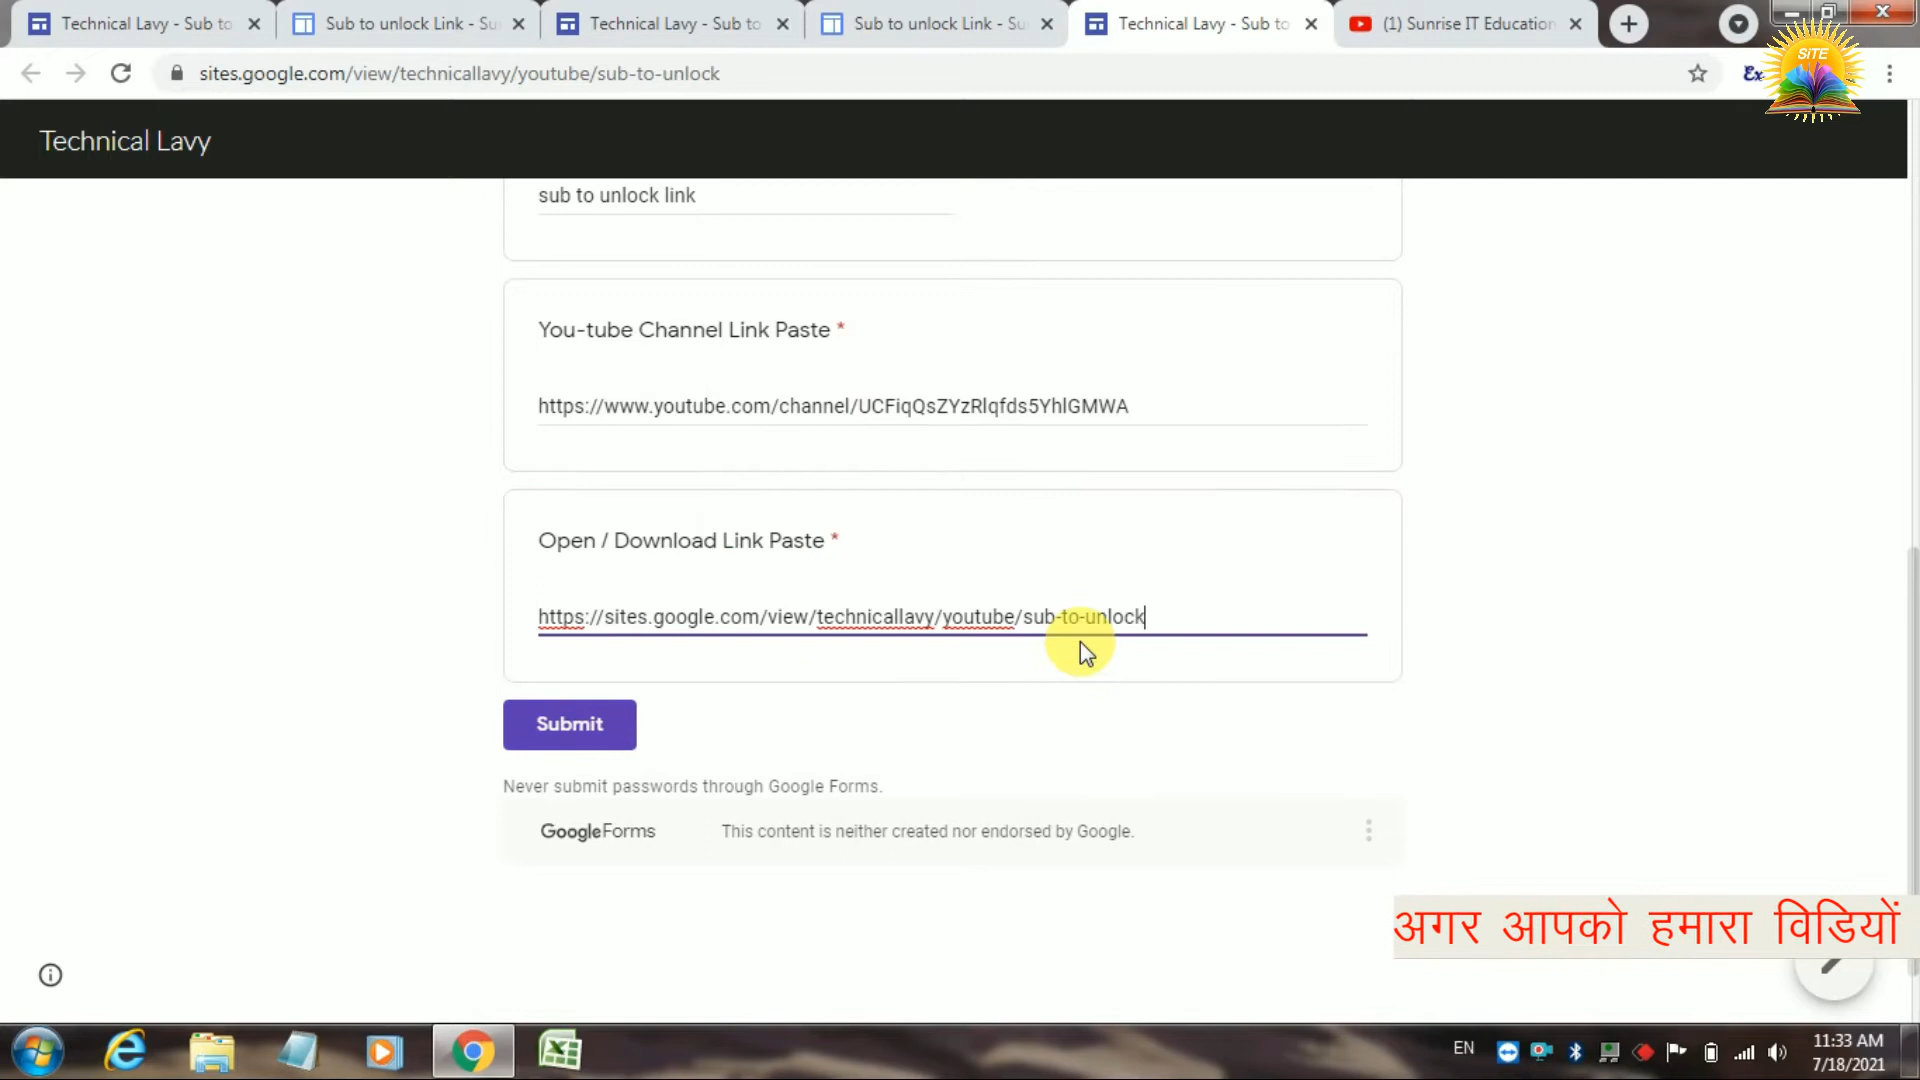 Technical Lavy - Sub to
Sub to unlock Link - Su
Technical Lavy - Sub to
Sub to unlock Link - Su
Technical Lavy - Sub to
(1) Sunrise IT Education
sites.google.com/view/technicallavy/youtube/sub-to-unlock
Ex
SITE
Technical Lavy
sub to unlock link
You-tube Channel Link Paste *
https://www.youtube.com/channel/UCFiqQsZYzRlqfds5YhlGMWA
Open / Download Link Paste *
https://sites.google.com/view/technicallavy/youtube/sub-to-unlock
Submit
Never submit passwords through Google Forms.
Google Forms
This content is neither created nor endorsed by Google.
अगर आपको हमारा विडियों
EN
11:33 AM
7/18/2021